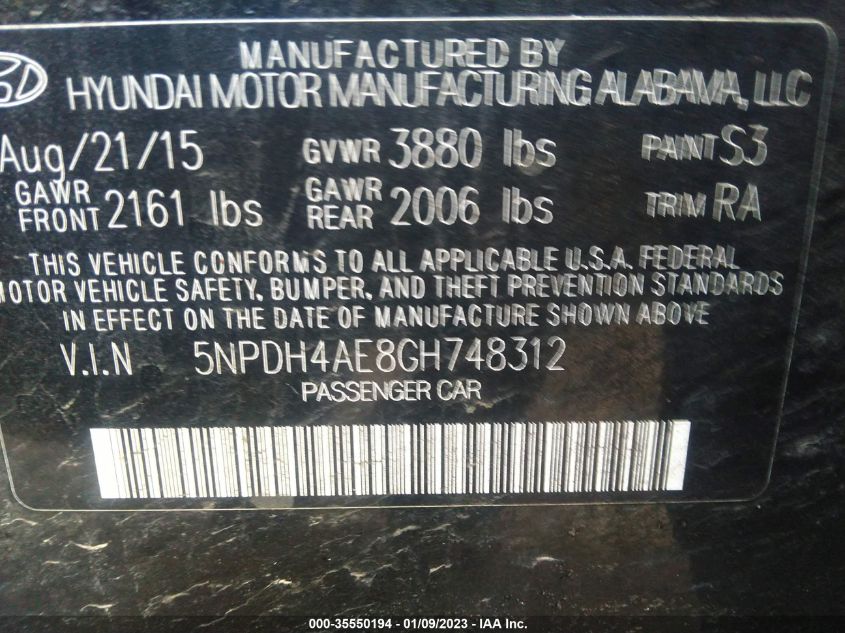 MANUFACTURED BY
HYUNDAI MOTOR MANUFACTURING ALABAMA, LLC
Aug/21/15 GVWR 3880 lbs PAINT S3
GAWR FRONT 2161 lbs GAWR REAR 2006 lbs TRIM RA
THIS VEHICLE CONFORMS TO ALL APPLICABLE U.S.A. FEDERAL
MOTOR VEHICLE SAFETY, BUMPER, AND THEFT PREVENTION STANDARDS
IN EFFECT ON THE DATE OF MANUFACTURE SHOWN ABOVE
V.I.N 5NPDH4AE8GH748312
PASSENGER CAR
000-35550194 - 01/09/2023 - IAA Inc.